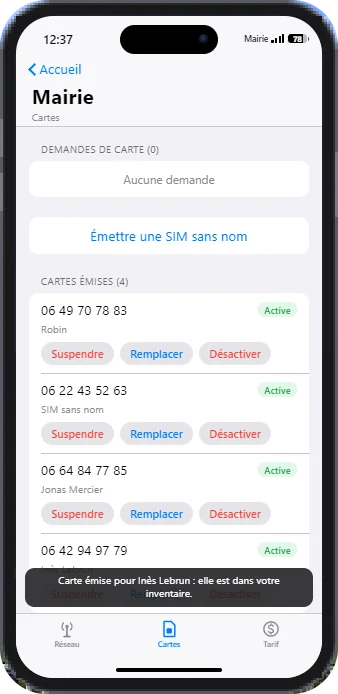 12:37
Mairie
78
Accueil
Mairie
Cartes
DEMANDES DE CARTE (0)
Aucune demande
Émettre une SIM sans nom
CARTES ÉMISES (4)
06 49 70 78 83
Active
Robin
Suspendre
Remplacer
Désactiver
06 22 43 52 63
Active
SIM sans nom
Suspendre
Remplacer
Désactiver
06 64 84 77 85
Active
Jonas Mercier
Suspendre
Remplacer
Désactiver
06 42 94 97 79
Active
Carte émise pour Inès Lebrun : elle est dans votre
inventaire.
Réseau
Cartes
Tarif